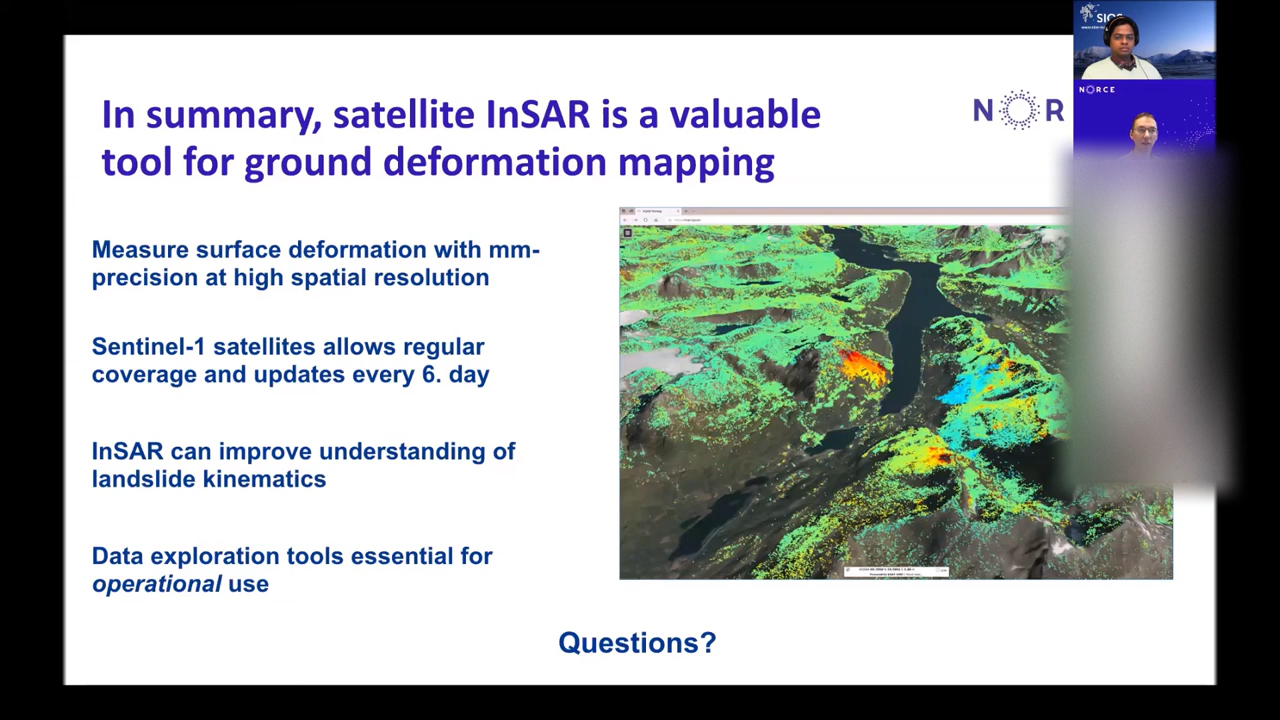 SIOS
In summary, satellite InSAR is a valuable
tool for ground deformation mapping
NOR
NORCE
Measure surface deformation with mm-
precision at high spatial resolution
Sentinel-1 satellites allows regular
coverage and updates every 6. day
InSAR can improve understanding of
landslide kinematics
Data exploration tools essential for
operational use
Questions?